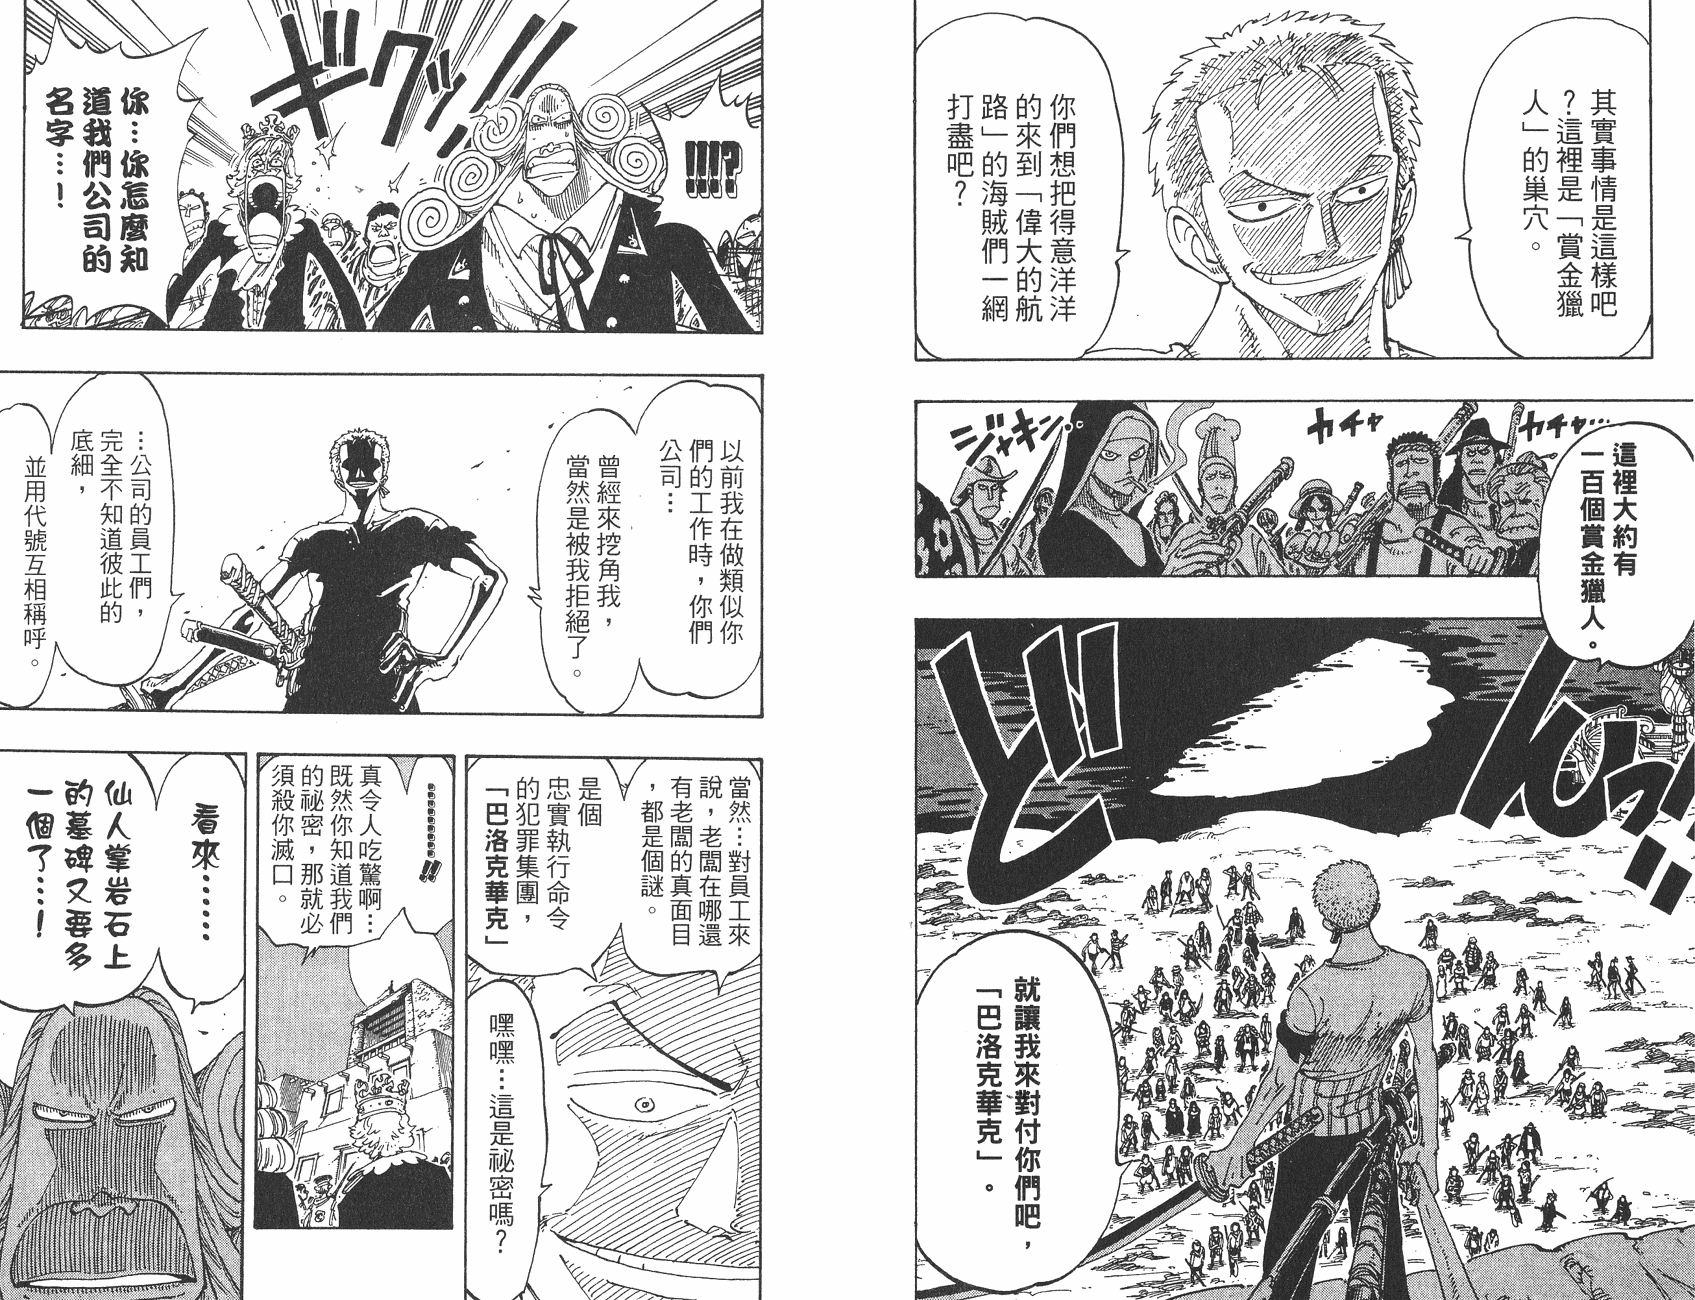 其實事情是這樣吧
?這裡是「賞金獵
人」的巢穴。
你們想把得意洋洋
的來到「偉大的航
路」的海賊們一網
打盡吧?
カチャ…
カチャ
ジャキン‥
這裡大約有
一百個賞金獵人。
どんっ!!
ど!!
就讓我來對付你們吧,
「巴洛克華克」。
!!!!?
ギクッ!!
你…你怎麼知
道我們公司的
名字…!
以前我在做類似你
們的工作時,你們
公司…
曾經來挖角我,
當然是被我拒絕了。
…公司的員工們,
完全不知道彼此的
底細,
並用代號互相稱呼。
當然…對員工來
說,老闆在哪還
有老闆的真面目
,都是個謎。
是個
忠實執行命令
的犯罪集團,
「巴洛克華克」
嘿嘿…這是祕密嗎?
…………!!
真令人吃驚啊…
既然你知道我們
的祕密,那就必
須殺你滅口。
看來……
仙人掌岩石上
的墓碑又要多
一個了…!